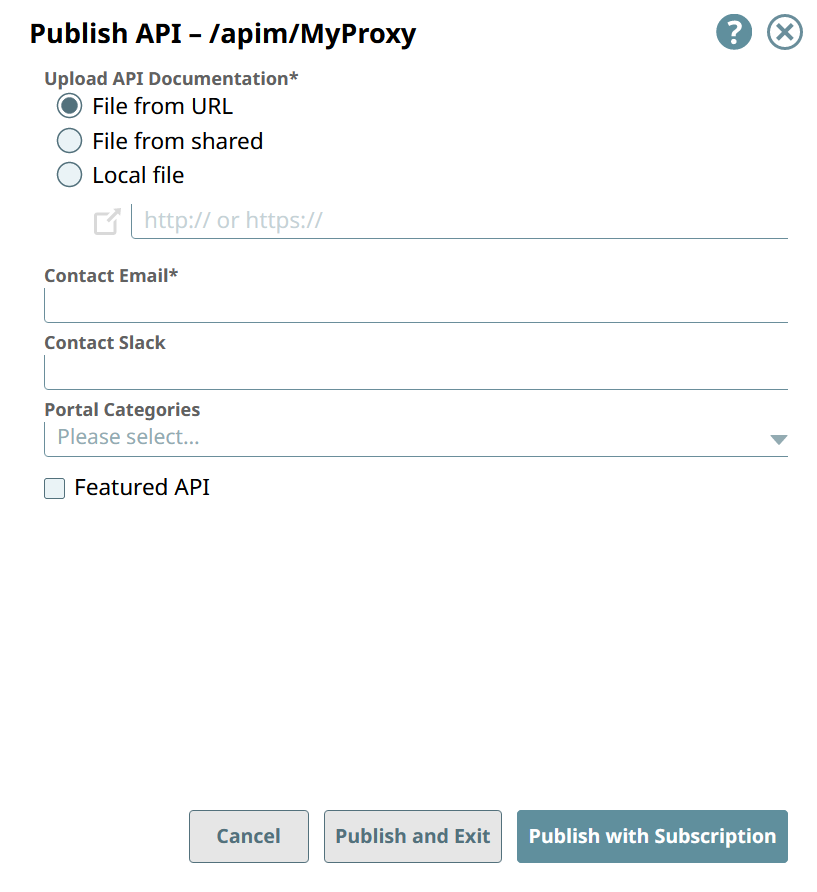 Publish API – /apim/MyProxy
?
Upload API Documentation*
File from URL
File from shared
Local file
http:// or https://
Contact Email*
Contact Slack
Portal Categories
Please select...
Featured API
Cancel
Publish and Exit
Publish with Subscription